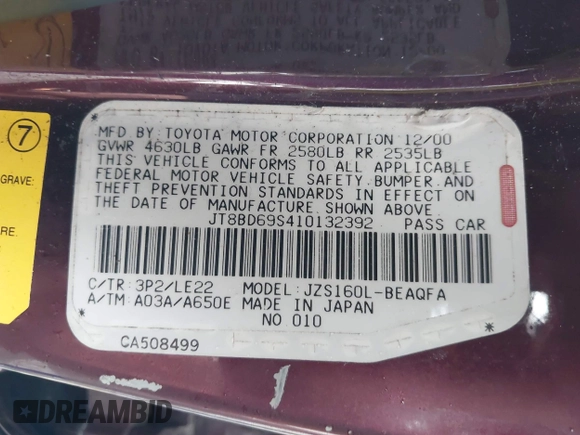 7
GRAVE:
MFD BY: TOYOTA MOTOR CORPORATION 12/00
GVWR 4630LB GAWR FR 2580LB RR 2535LB
THIS VEHICLE CONFORMS TO ALL APPLICABLE
FEDERAL MOTOR VEHICLE SAFETY, BUMPER, AND
THEFT PREVENTION STANDARDS IN EFFECT ON
THE DATE OF MANUFACTURE SHOWN ABOVE.
JT8BD69S410132392 PASS CAR
C/TR: 3P2/LE22 MODEL: JZS160L-BEAQFA
A/TM: A03A/A650E MADE IN JAPAN
NO 010
CA508499
DREAMBID